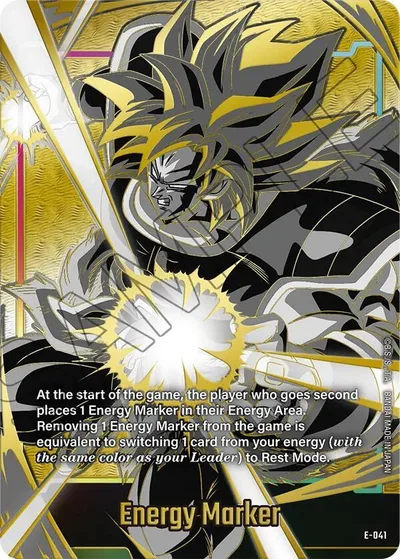 SAMPLE
At the start of the game, the player who goes second
places 1 Energy Marker in their Energy Area.
Removing 1 Energy Marker from the game is
equivalent to switching 1 card from your energy (with
the same color as your Leader) to Rest Mode.
Energy Marker
E-041
BANDAI MADE IN JAPAN